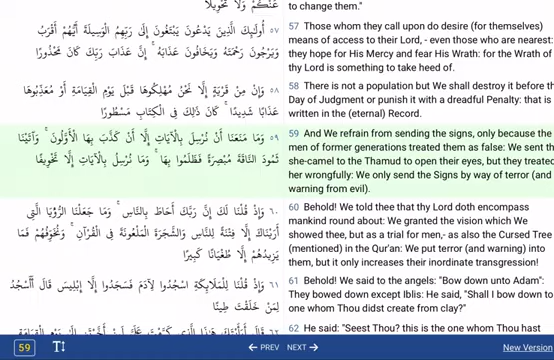 عَنكُمْ وَلَا تَحْوِيلًا
٥٧ أُولَٰئِكَ الَّذِينَ يَدْعُونَ يَبْتَغُونَ إِلَىٰ رَبِّهِمُ الْوَسِيلَةَ أَيُّهُمْ أَقْرَبُ
وَيَرْجُونَ رَحْمَتَهُ وَيَخَافُونَ عَذَابَهُ ۚ إِنَّ عَذَابَ رَبِّكَ كَانَ مَحْذُورًا
٥٨ وَإِن مِّن قَرْيَةٍ إِلَّا نَحْنُ مُهْلِكُوهَا قَبْلَ يَوْمِ الْقِيَامَةِ أَوْ مُعَذِّبُوهَا
عَذَابًا شَدِيدًا ۚ كَانَ ذَٰلِكَ فِي الْكِتَابِ مَسْطُورًا
٥٩ وَمَا مَنَعَنَا أَن نُّرْسِلَ بِالْآيَاتِ إِلَّا أَن كَذَّبَ بِهَا الْأَوَّلُونَ ۚ وَآتَيْنَا
ثَمُودَ النَّاقَةَ مُبْصِرَةً فَظَلَمُوا بِهَا ۚ وَمَا نُرْسِلُ بِالْآيَاتِ إِلَّا تَخْوِيفًا
٦٠ وَإِذْ قُلْنَا لَكَ إِنَّ رَبَّكَ أَحَاطَ بِالنَّاسِ ۚ وَمَا جَعَلْنَا الرُّؤْيَا الَّتِي
أَرَيْنَاكَ إِلَّا فِتْنَةً لِّلنَّاسِ وَالشَّجَرَةَ الْمَلْعُونَةَ فِي الْقُرْآنِ ۚ وَنُخَوِّفُهُمْ فَمَا
يَزِيدُهُمْ إِلَّا طُغْيَانًا كَبِيرًا
٦١ وَإِذْ قُلْنَا لِلْمَلَائِكَةِ اسْجُدُوا لِآدَمَ فَسَجَدُوا إِلَّا إِبْلِيسَ قَالَ أَأَسْجُدُ
لِمَنْ خَلَقْتَ طِينًا
to change them."
57 Those whom they call upon do desire (for themselves)
means of access to their Lord, - even those who are nearest:
they hope for His Mercy and fear His Wrath: for the Wrath of
thy Lord is something to take heed of.
58 There is not a population but We shall destroy it before th
Day of Judgment or punish it with a dreadful Penalty: that is
written in the (eternal) Record.
59 And We refrain from sending the signs, only because the
men of former generations treated them as false: We sent th
she-camel to the Thamud to open their eyes, but they treated
her wrongfully: We only send the Signs by way of terror (and
warning from evil).
60 Behold! We told thee that thy Lord doth encompass
mankind round about: We granted the vision which We
showed thee, but as a trial for men,- as also the Cursed Tree
(mentioned) in the Qur'an: We put terror (and warning) into
them, but it only increases their inordinate transgression!
61 Behold! We said to the angels: "Bow down unto Adam":
They bowed down except Iblis: He said, "Shall I bow down to
one whom Thou didst create from clay?"
62 He said: "Seest Thou? this is the one whom Thou hast
59 T PREV NEXT New Version